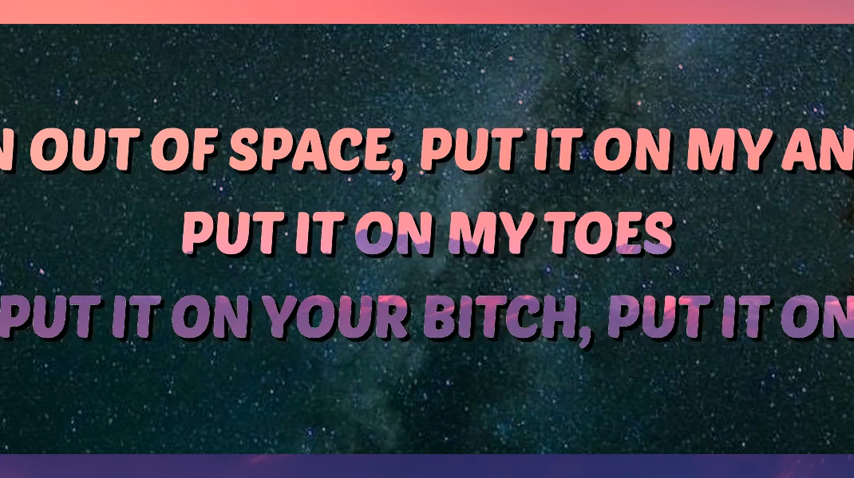 OUT OF SPACE, PUT IT ON MY
PUT IT ON MY TOES
PUT IT ON YOUR BITCH, PUT IT ON